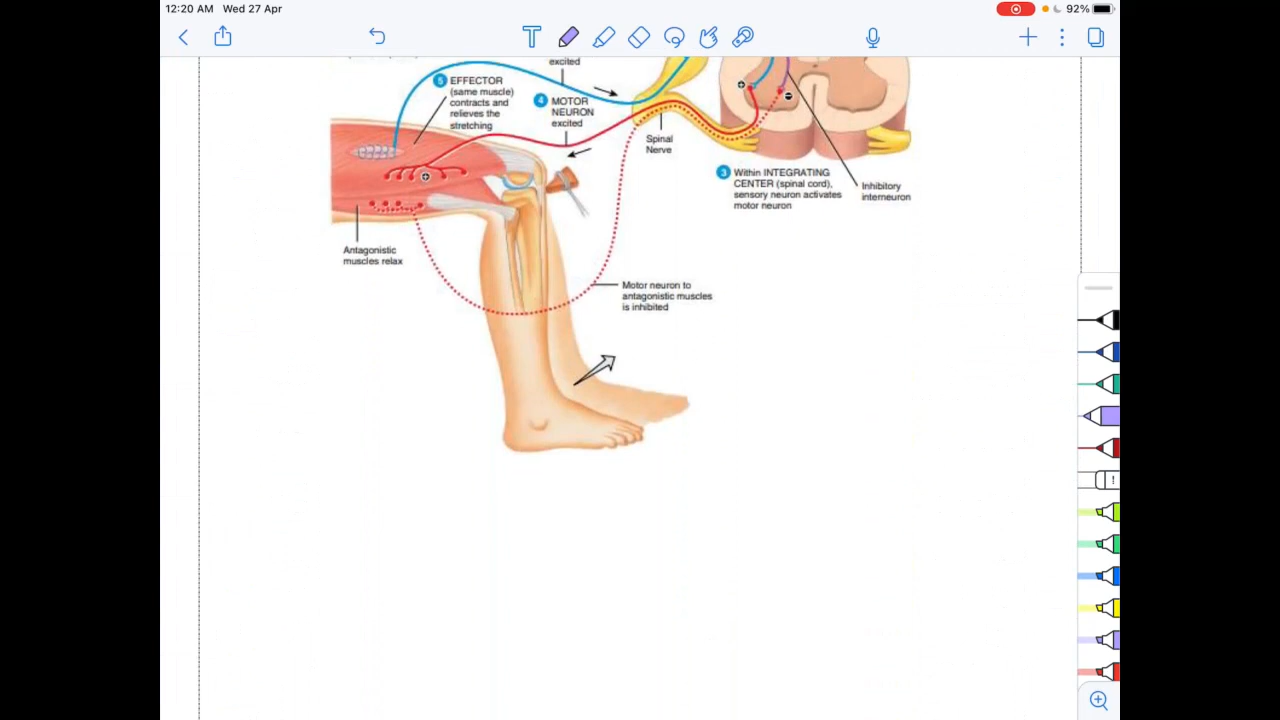 12:20 AM Wed 27 Apr
92%
excited
5 EFFECTOR
(same muscle)
contracts and
relieves the
stretching
4 MOTOR
NEURON
excited
Spinal
Nerve
3 Within INTEGRATING
CENTER (spinal cord),
sensory neuron activates
motor neuron
Inhibitory
interneuron
Antagonistic
muscles relax
Motor neuron to
antagonistic muscles
is inhibited